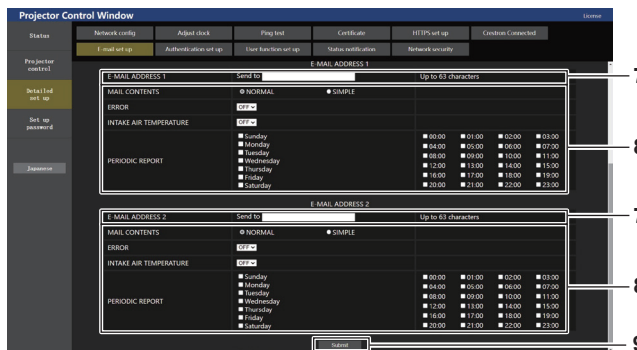 Projector Control Window License
Status Network config Adjust clock Ping test Certificate HTTPS set up Crestron Connected
E-mail set up Authentication set up User function set up Status notification Network security
Projector control
Detailed set up
Set up password
Japanese
E-MAIL ADDRESS 1
E-MAIL ADDRESS 1 Send to Up to 63 characters 7
MAIL CONTENTS NORMAL SIMPLE
ERROR OFF
INTAKE AIR TEMPERATURE OFF
8
PERIODIC REPORT
Sunday 00:00 01:00 02:00 03:00
Monday 04:00 05:00 06:00 07:00
Tuesday 08:00 09:00 10:00 11:00
Wednesday 12:00 13:00 14:00 15:00
Thursday 16:00 17:00 18:00 19:00
Friday 20:00 21:00 22:00 23:00
Saturday
E-MAIL ADDRESS 2
E-MAIL ADDRESS 2 Send to Up to 63 characters 7
MAIL CONTENTS NORMAL SIMPLE
ERROR OFF
INTAKE AIR TEMPERATURE OFF
8
PERIODIC REPORT
Sunday 00:00 01:00 02:00 03:00
Monday 04:00 05:00 06:00 07:00
Tuesday 08:00 09:00 10:00 11:00
Wednesday 12:00 13:00 14:00 15:00
Thursday 16:00 17:00 18:00 19:00
Friday 20:00 21:00 22:00 23:00
Saturday
Submit 9